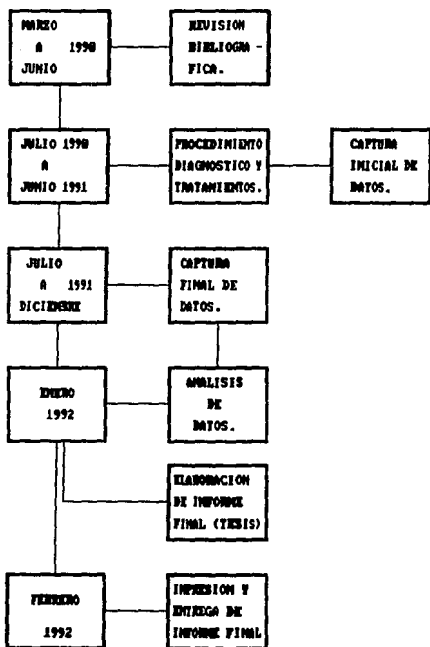 MARZO
A 1990
JUNIO
REVISION
BIBLIOGRA-
FICA.
JULIO 1990
A
JUNIO 1991
PROCEDIMIENTO
DIAGNOSTICO Y
TRATAMIENTOS.
CAPTURA
INICIAL DE
DATOS.
JULIO
A 1991
DICIEMBRE
CAPTURA
FINAL DE
DATOS.
ENERO
1992
ANALISIS
DE
DATOS.
ELABORACION
DE INFORME
FINAL (TESIS)
FEBRERO
1992
IMPRESION Y
ENTREGA DE
INFORME FINAL